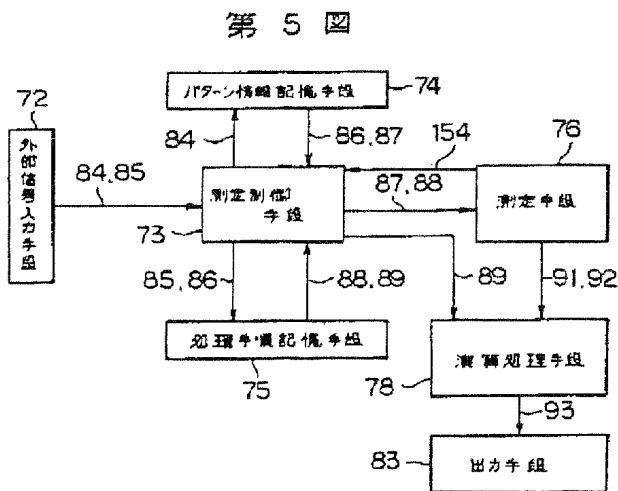 第 5 図
72
パターン情報記憶手段
74
84
86,87
154
76
外部信号入力手段
84,85
測定制御
手段
87,88
測定手段
73
85,86
88,89
89
91,92
処理手順記憶手段
75
演算処理手段
78
93
83
出力手段